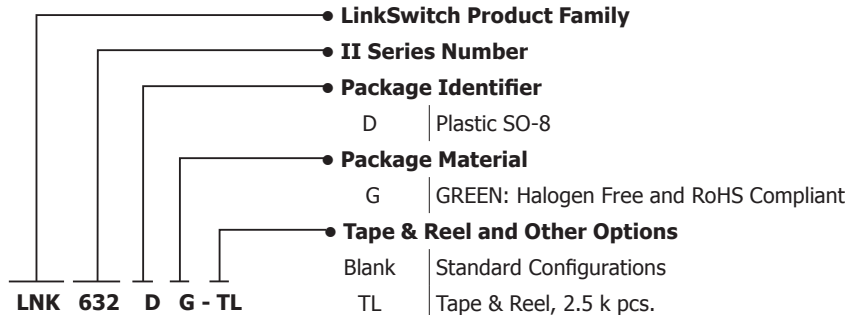 • LinkSwitch Product Family
• II Series Number
• Package Identifier
D Plastic SO-8
• Package Material
G GREEN: Halogen Free and RoHS Compliant
• Tape & Reel and Other Options
Blank Standard Configurations
TL Tape & Reel, 2.5 k pcs.
LNK 632 D G - TL